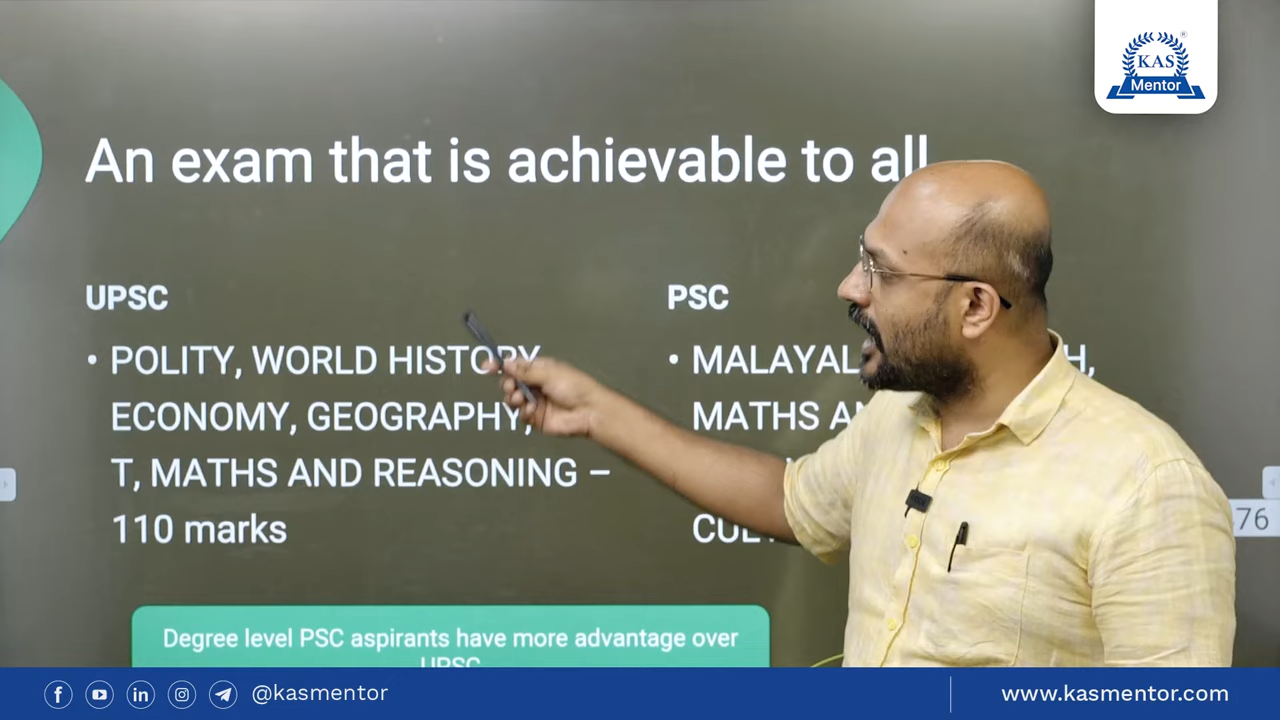 KAS
®
Mentor
An exam that is achievable to all
UPSC
• POLITY, WORLD HISTORY,
ECONOMY, GEOGRAPHY,
T, MATHS AND REASONING –
110 marks
PSC
• MALAYAL H,
MATHS AN
CUL
76
Degree level PSC aspirants have more advantage over
UPSC
@kasmentor
www.kasmentor.com